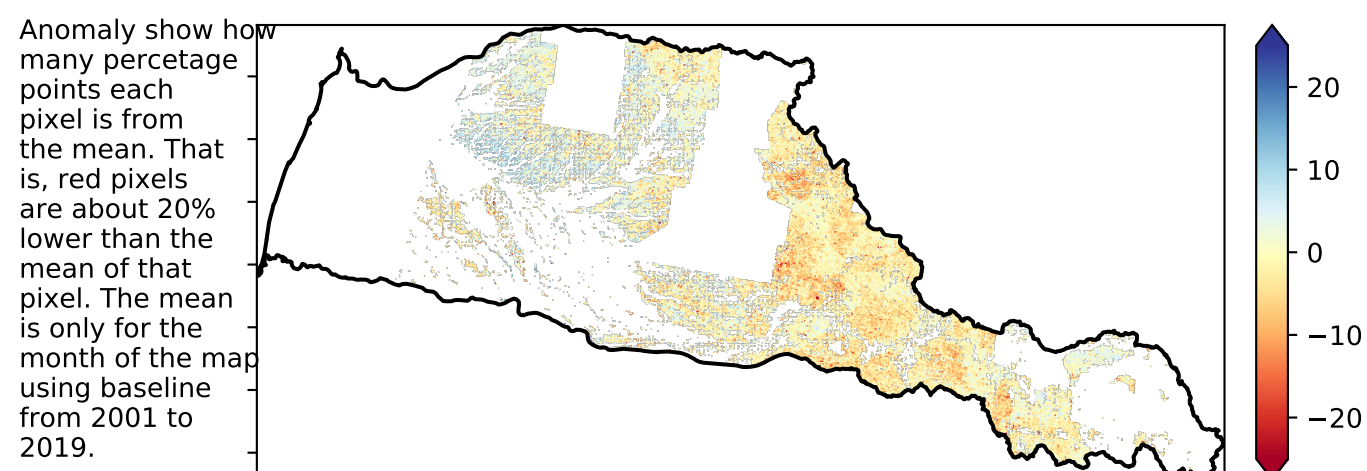 Anomaly show how
many percetage
points each
pixel is from
the mean. That
is, red pixels
are about 20%
lower than the
mean of that
pixel. The mean
is only for the
month of the map
using baseline
from 2001 to
2019.
20
10
0
−10
−20